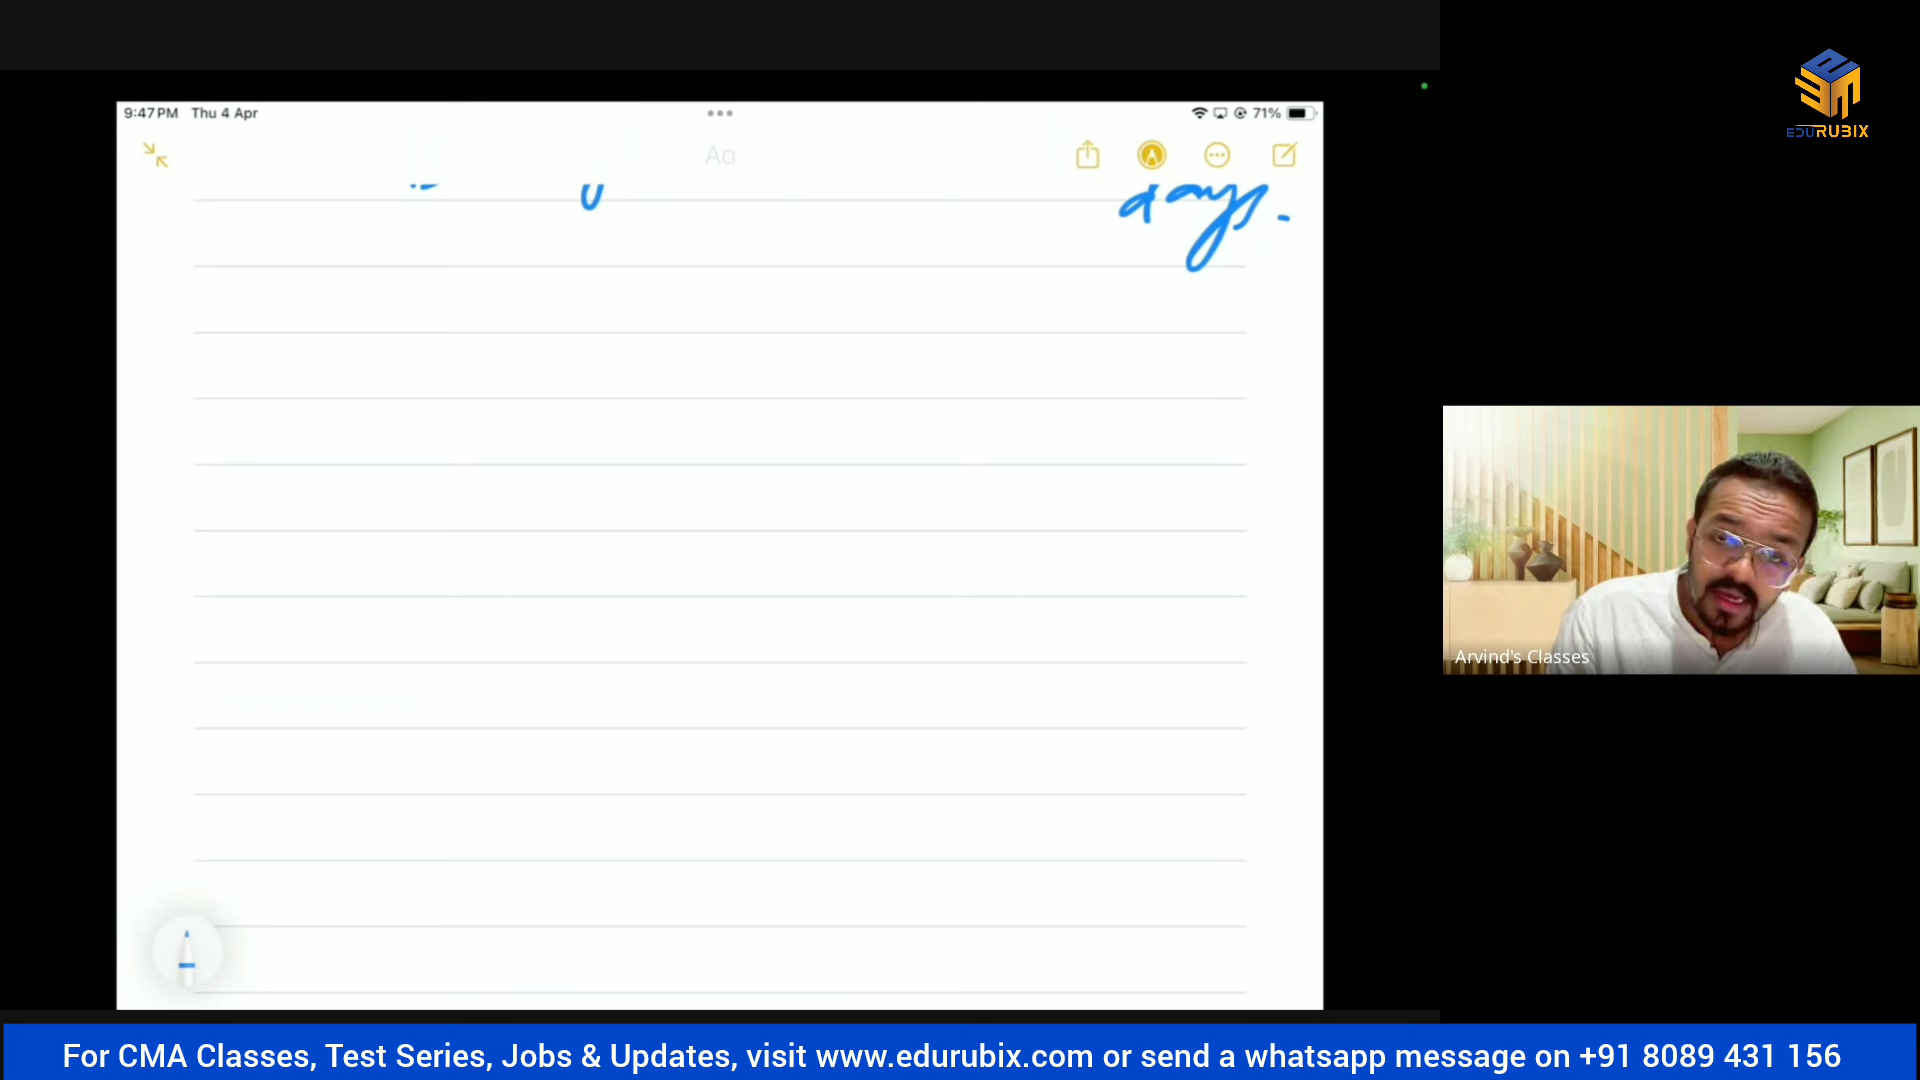 9:47 PM Thu 4 Apr
71%
Aa
days.
EDURUBIX
Arvind's Classes
For CMA Classes, Test Series, Jobs & Updates, visit www.edurubix.com or send a whatsapp message on +91 8089 431 156